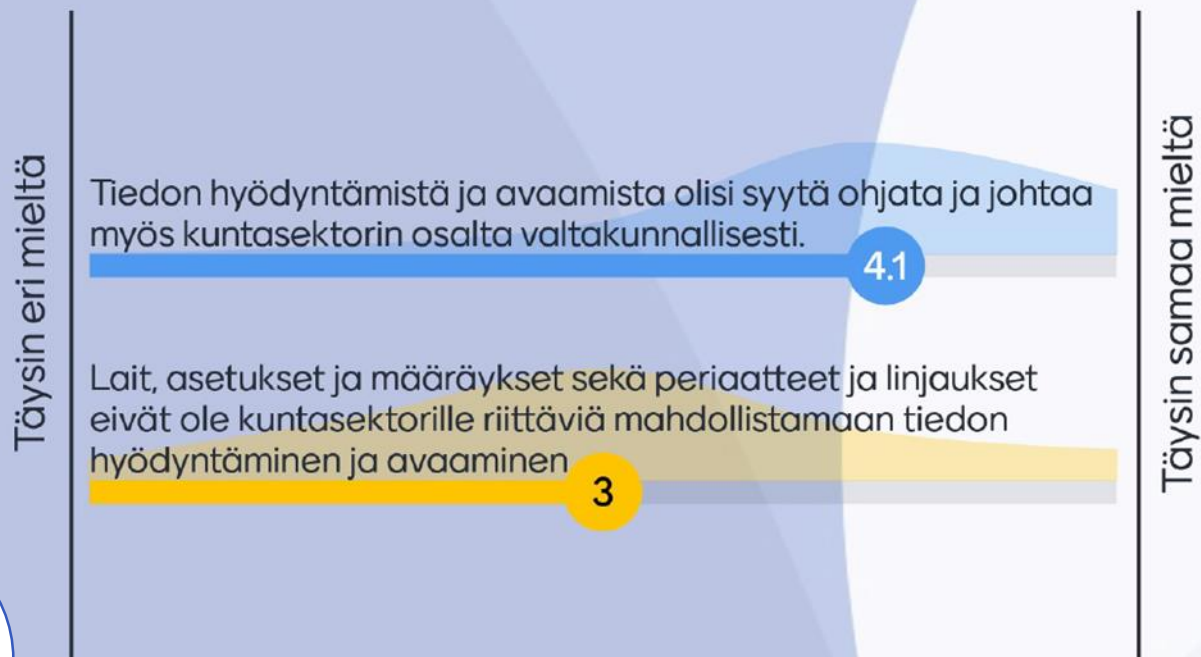 Täysin eri mieltä
Tiedon hyödyntämistä ja avaamista olisi syytä ohjata ja johtaa
myös kuntasektorin osalta valtakunnallisesti.
4.1
Lait, asetukset ja määräykset sekä periaatteet ja linjaukset
eivät ole kuntasektorille riittäviä mahdollistamaan tiedon
hyödyntäminen ja avaaminen
3
Täysin samaa mieltä